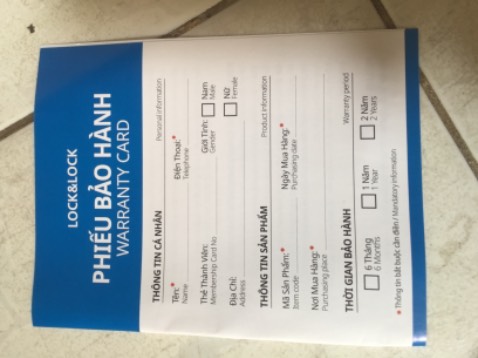 LOCK&LOCK
PHIẾU BẢO HÀNH
WARRANTY CARD
THÔNG TIN CÁ NHÂN Personal information
Tên:* Điện Thoại:*
Name Telephone
Thẻ Thành Viên: Giới Tính: Nam
Membership Card No Gender Male
Địa Chỉ: Nữ
Address Female
THÔNG TIN SẢN PHẨM Product information
Mã Sản Phẩm:* Ngày Mua Hàng:*
Item code Purchasing date
Nơi Mua Hàng:*
Purchasing place
THỜI GIAN BẢO HÀNH Warranty period
6 Tháng 1 Năm 2 Năm
6 Months 1 Year 2 Years
* Thông tin bắt buộc cần điền / Mandatory information